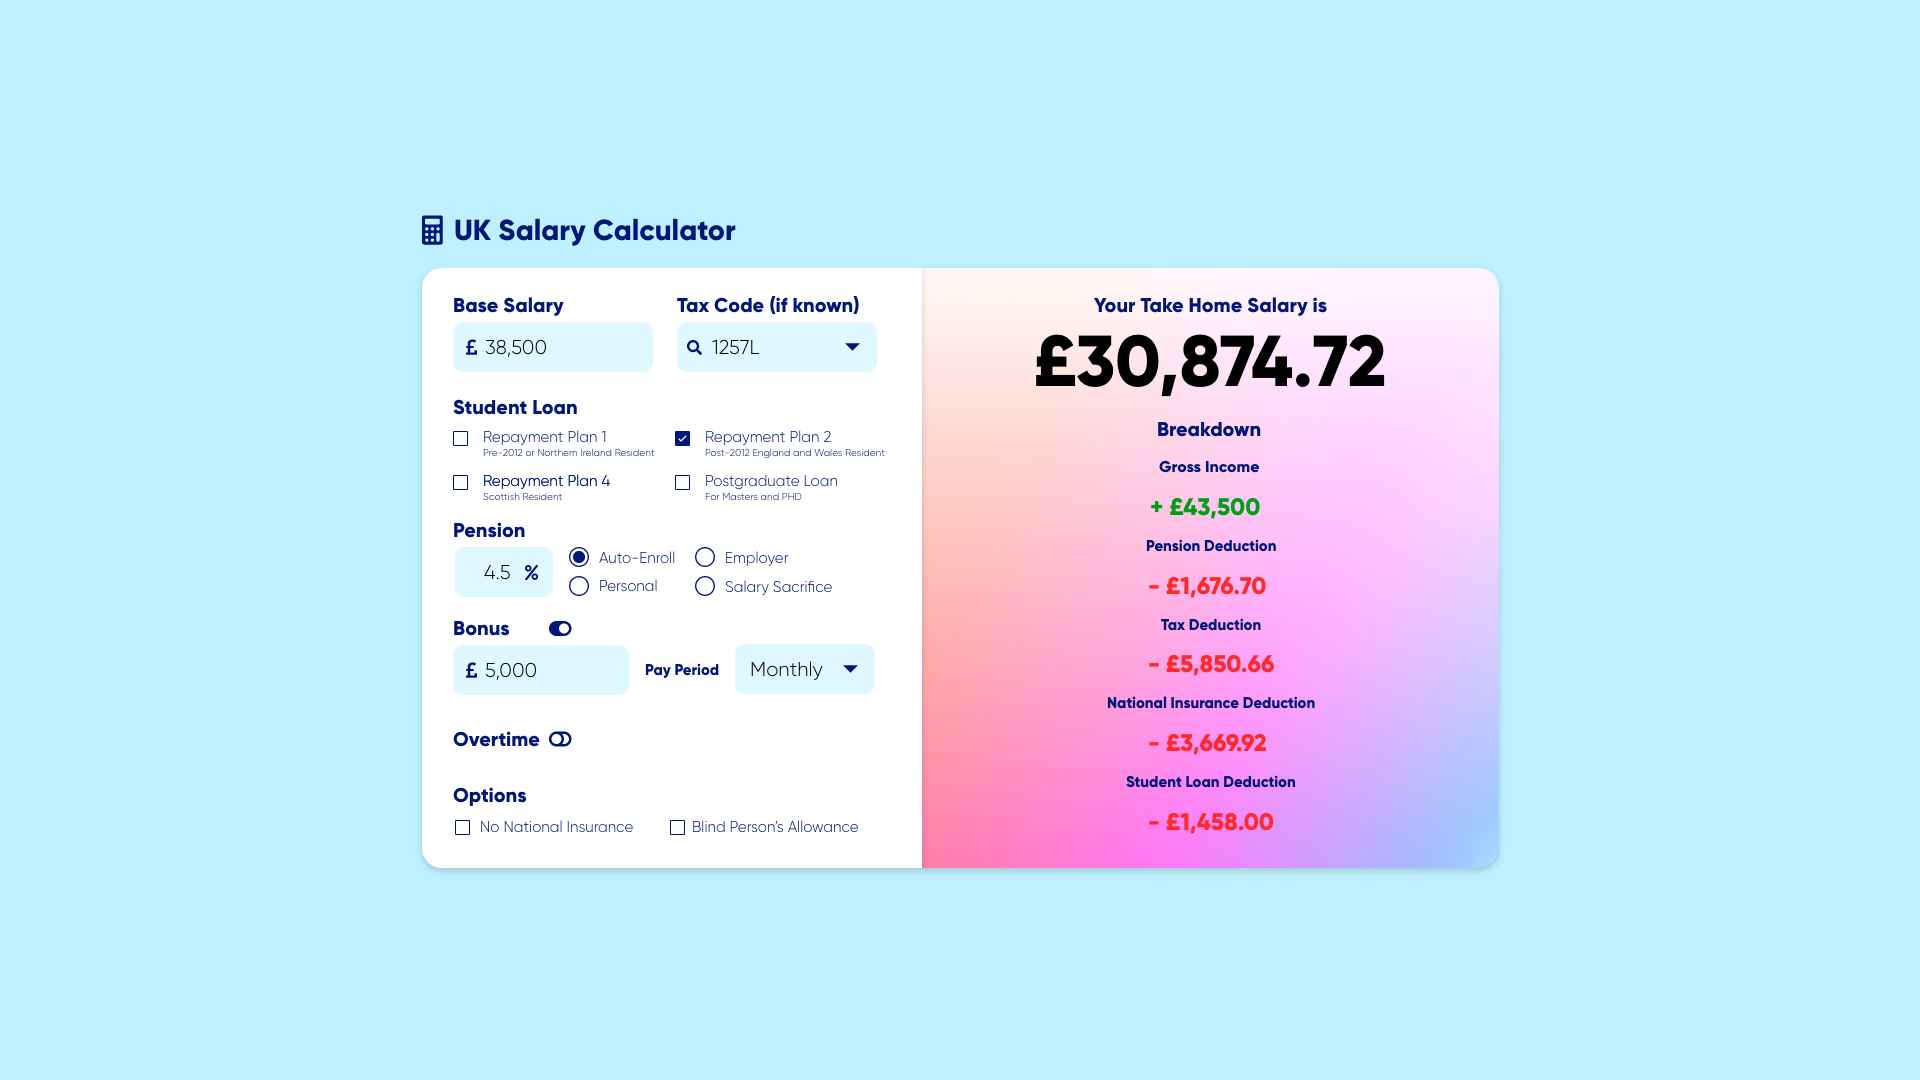 UK Salary Calculator
Base Salary
Tax Code (if known)
£ 38,500
1257L
Student Loan
Repayment Plan 1
Pre-2012 or Northern Ireland Resident
Repayment Plan 2
Post-2012 England and Wales Resident
Repayment Plan 4
Scottish Resident
Postgraduate Loan
For Masters and PHD
Pension
4.5 %
Auto-Enroll
Employer
Personal
Salary Sacrifice
Bonus
£ 5,000
Pay Period
Monthly
Overtime
Options
No National Insurance
Blind Person's Allowance
Your Take Home Salary is
£30,874.72
Breakdown
Gross Income
+ £43,500
Pension Deduction
- £1,676.70
Tax Deduction
- £5,850.66
National Insurance Deduction
- £3,669.92
Student Loan Deduction
- £1,458.00